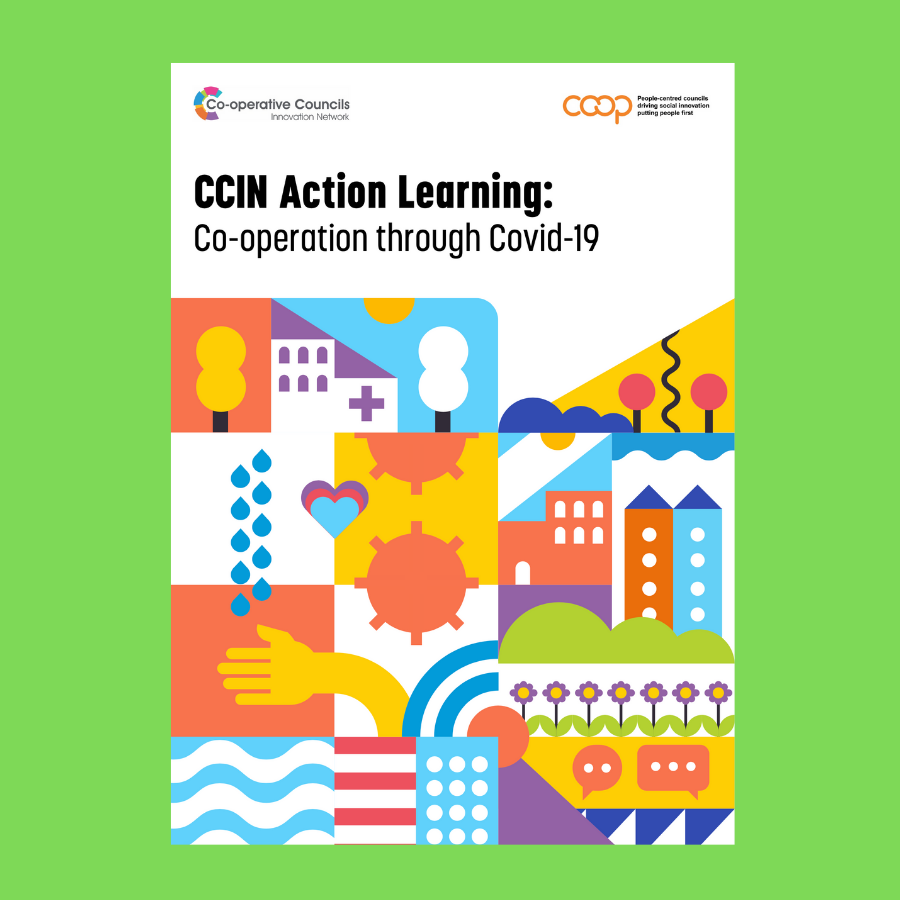 Co-operative Councils
Innovation Network
coop
People-centred councils
driving social innovation
putting people first
CCIN Action Learning:
Co-operation through Covid-19